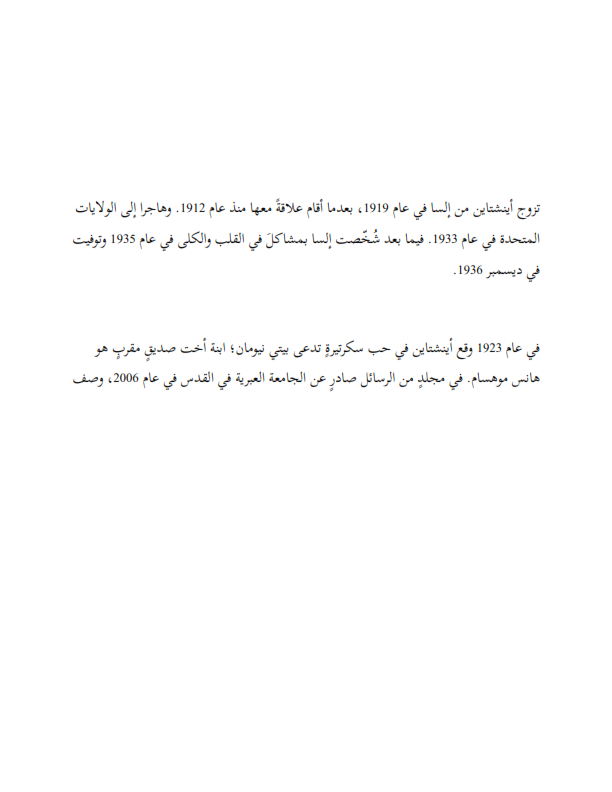 تزوج أينشتاين من إلسا في عام 1919، بعدما أقام علاقةً معها منذ عام 1912. وهاجرا إلى الولايات
المتحدة في عام 1933. فيما بعد شُخّصت إلسا بمشاكلَ في القلب والكلى في عام 1935 وتوفيت
في ديسمبر 1936.
في عام 1923 وقع أينشتاين في حب سكرتيرةٍ تدعى بيتي نيومان؛ ابنة أخت صديقٍ مقربٍ هو
هانس موهسام. في مجلدٍ من الرسائل صادرٍ عن الجامعة العبرية في القدس في عام 2006، وصف